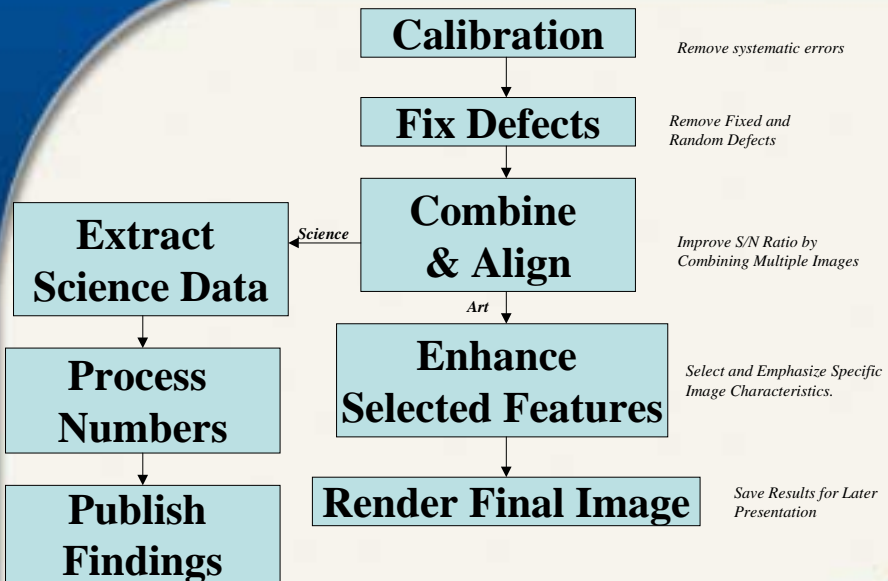 Calibration
Remove systematic errors
Fix Defects
Remove Fixed and
Random Defects
Combine
& Align
Improve S/N Ratio by
Combining Multiple Images
Science
Extract
Science Data
Art
Enhance
Selected Features
Select and Emphasize Specific
Image Characteristics.
Process
Numbers
Render Final Image
Save Results for Later
Presentation
Publish
Findings